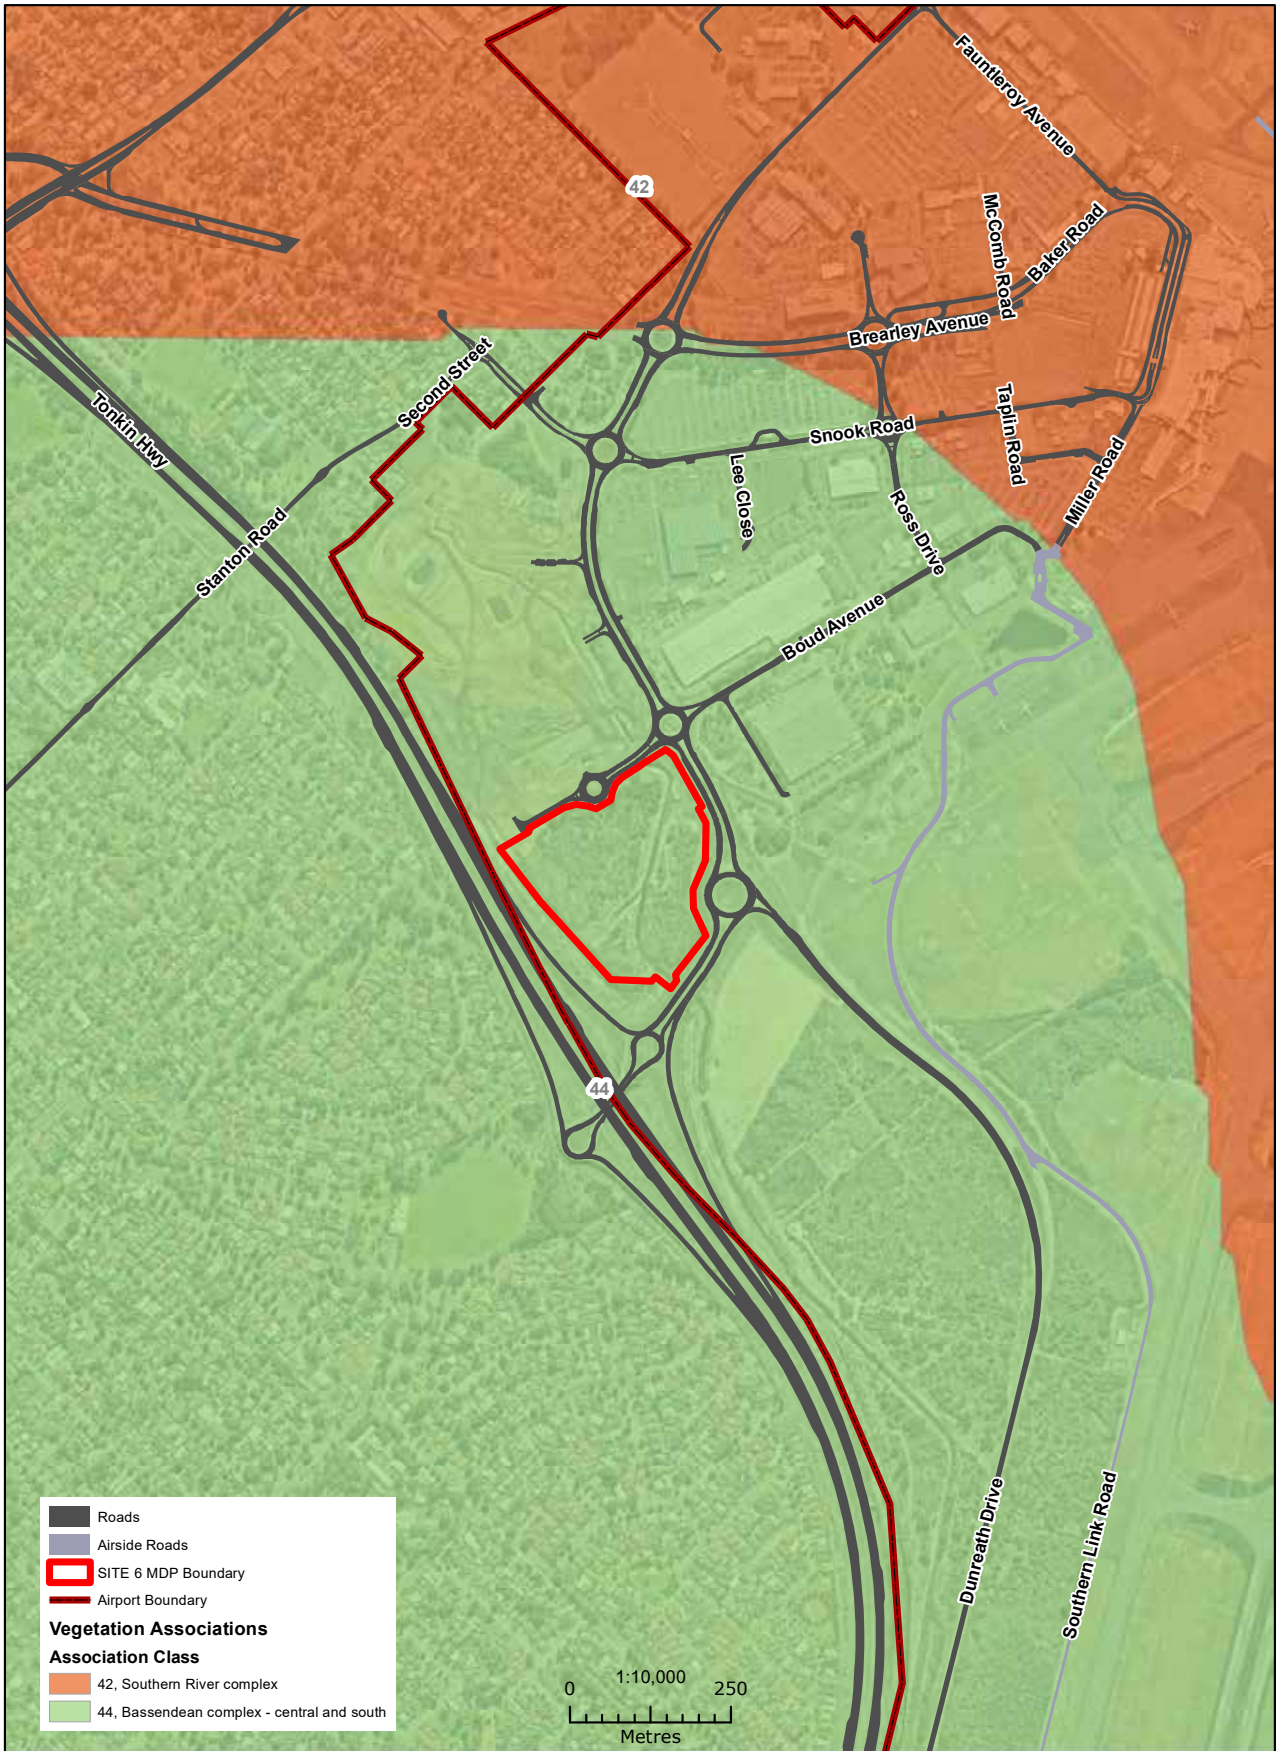 Fauntleroy Avenue
42
McComb Road
Baker Road
Brearley Avenue
Second Street
Tonkin Hwy
Snook Road
Taplin Road
Lee Close
Miller Road
Ross Drive
Stanton Road
Boud Avenue
44
Dunreath Drive
Southern Link Road
Roads
Airside Roads
SITE 6 MDP Boundary
Airport Boundary
Vegetation Associations
Association Class
42, Southern River complex
44, Bassendean complex - central and south
1:10,000
0 250
Metres